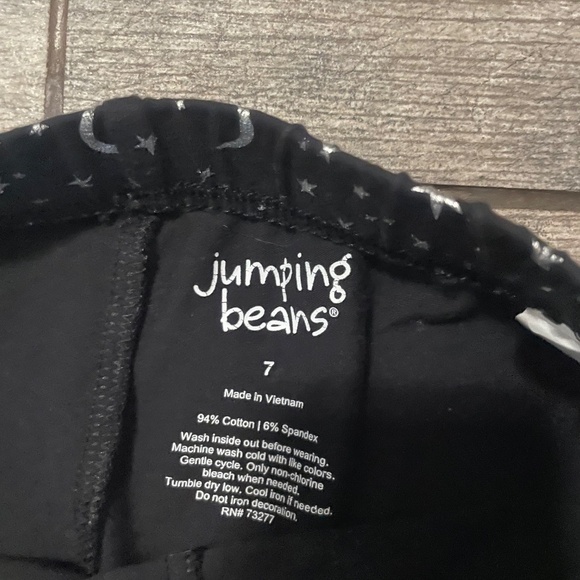 jumping
beans®
7
Made in Vietnam
94% Cotton | 6% Spandex
Wash inside out before wearing.
Machine wash cold with like colors.
Gentle cycle. Only non-chlorine
bleach when needed.
Tumble dry low. Cool iron if needed.
Do not iron decoration.
RN# 73277